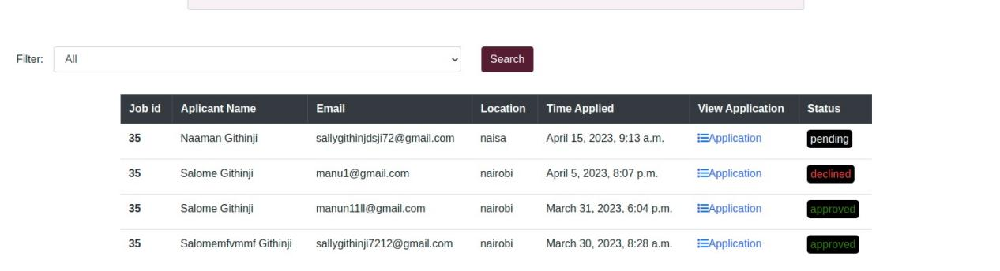 Filter: All Search
Job id Aplicant Name Email Location Time Applied View Application Status
35 Naaman Githinji sallygithinjdsji72@gmail.com naisa April 15, 2023, 9:13 a.m. Application pending
35 Salome Githinji manu1@gmail.com nairobi April 5, 2023, 8:07 p.m. Application declined
35 Salome Githinji manun11ll@gmail.com nairobi March 31, 2023, 6:04 p.m. Application approved
35 Salomemfvmmf Githinji sallygithinji7212@gmail.com nairobi March 30, 2023, 8:28 a.m. Application approved